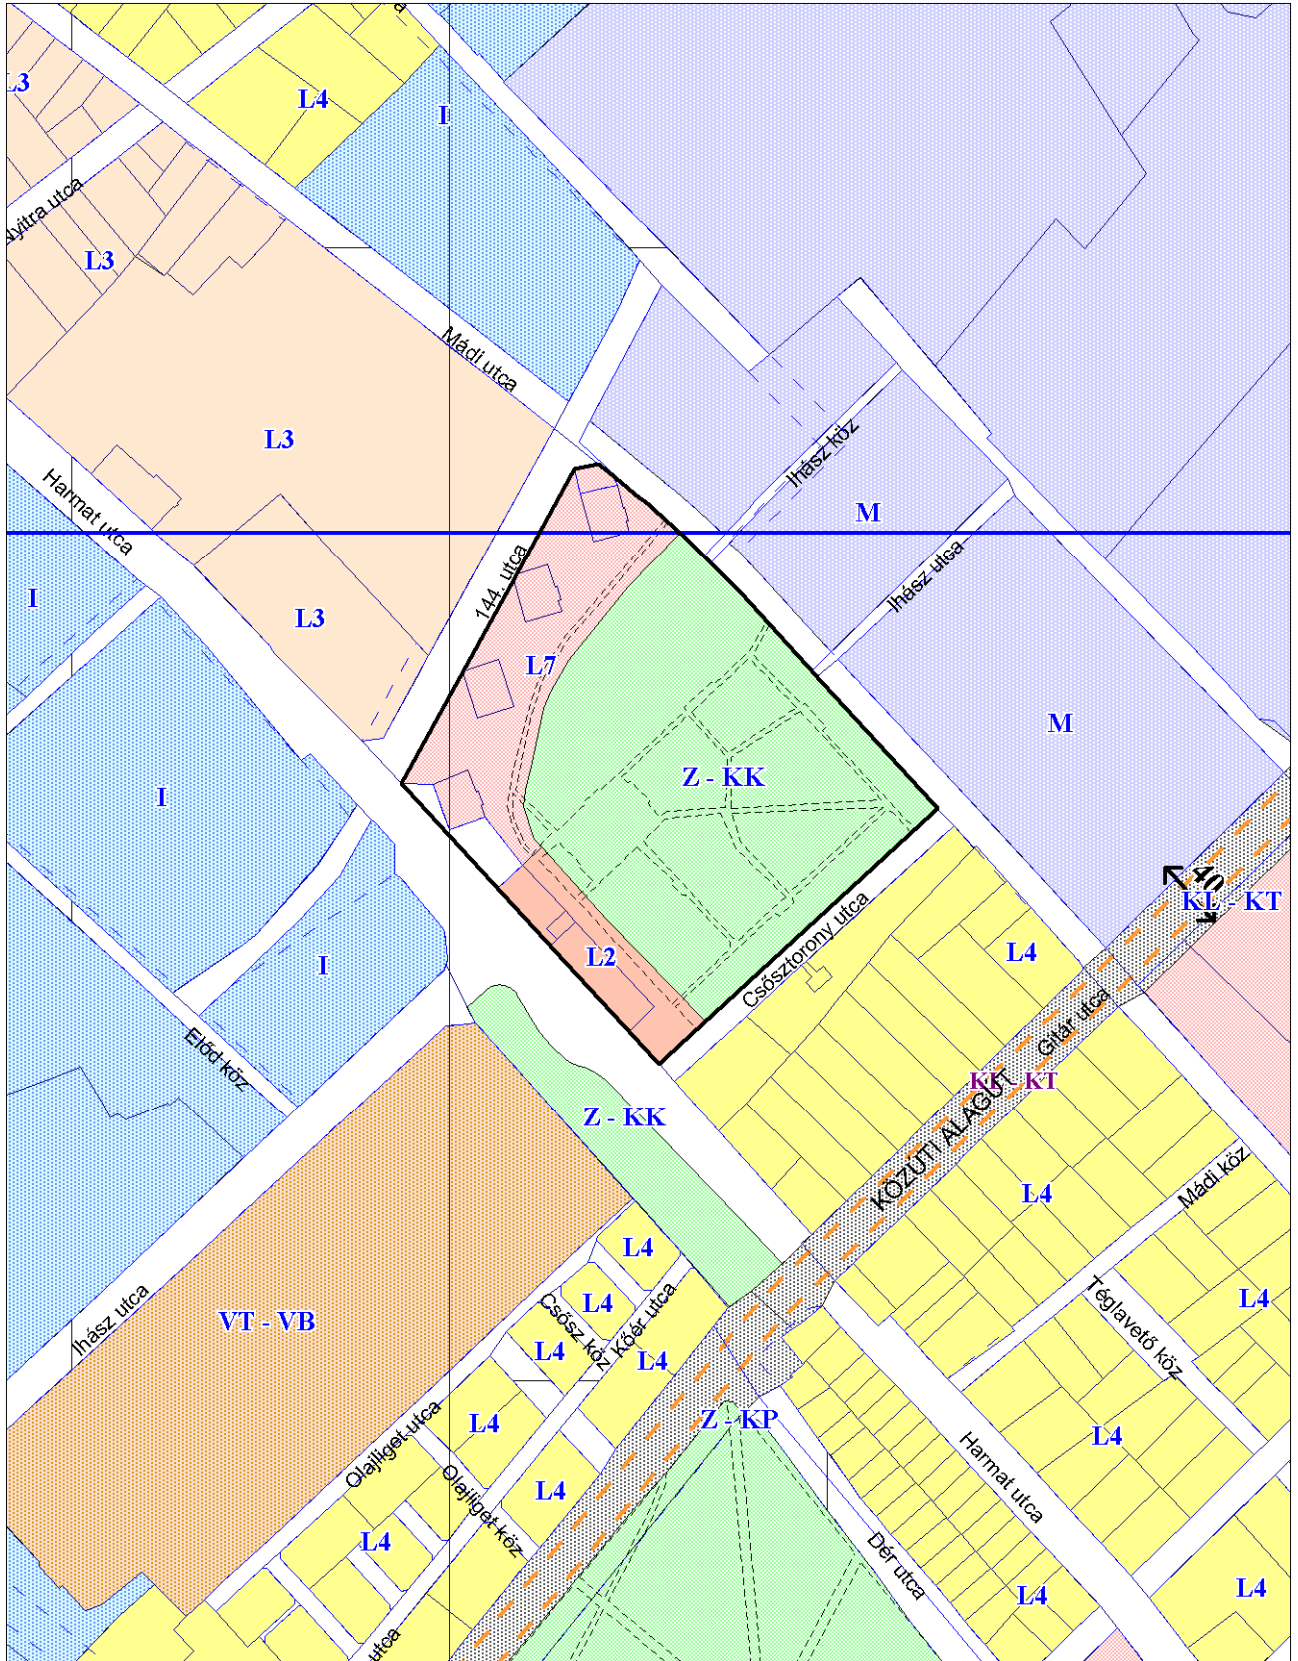 a
L3
L4
I
Nyitra utca
L3
Mádi utca
L3
Harmat utca
Ihász köz
M
144. utca
Ihász utca
I
L3
L7
M
Z - KK
I
40
KL - KT
Csősztorony utca
L4
L2
I
Gitár utca
Előd köz
KL - KT
KÖZÚTI ALAGÚT
Z - KK
Mádi köz
L4
L4
Ihász utca
VT - VB
Csősz köz
L4
Kőér utca
Téglavető köz
L4
L4
L4
L4
Z - KP
Olajliget utca
L4
Harmat utca
Olajliget köz
L4
L4
Dér utca
L4
L4
utca